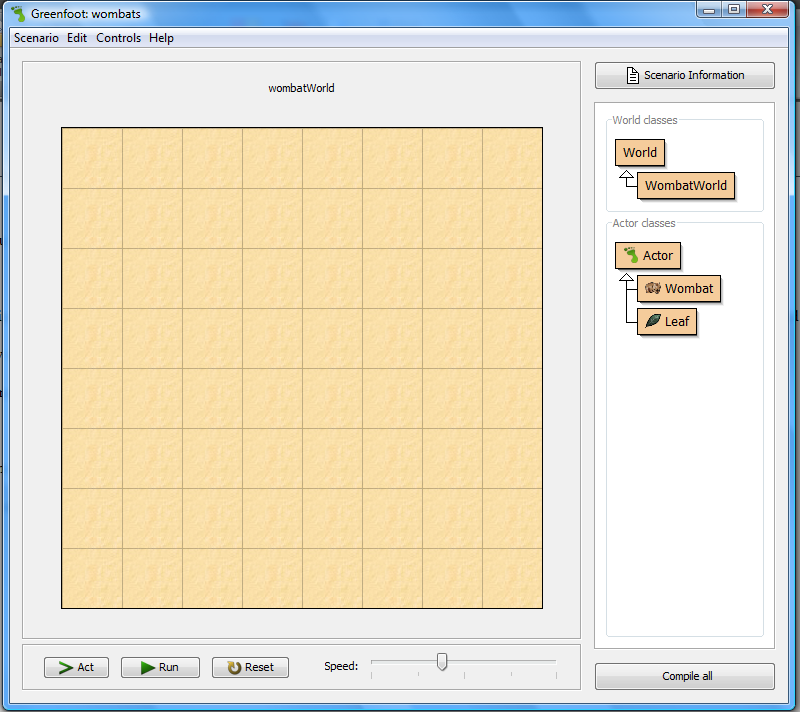 Greenfoot: wombats
Scenario Edit Controls Help
wombatWorld
Scenario Information
World classes
World
WombatWorld
Actor classes
Actor
Wombat
Leaf
Act Run Reset Speed:
Compile all